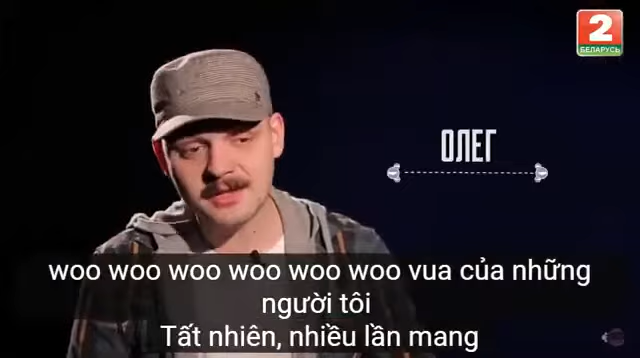 2
БЕЛАРУСЬ
ОЛЕГ
woo woo woo woo woo woo vua của những
người tôi
Tất nhiên, nhiều lần mang